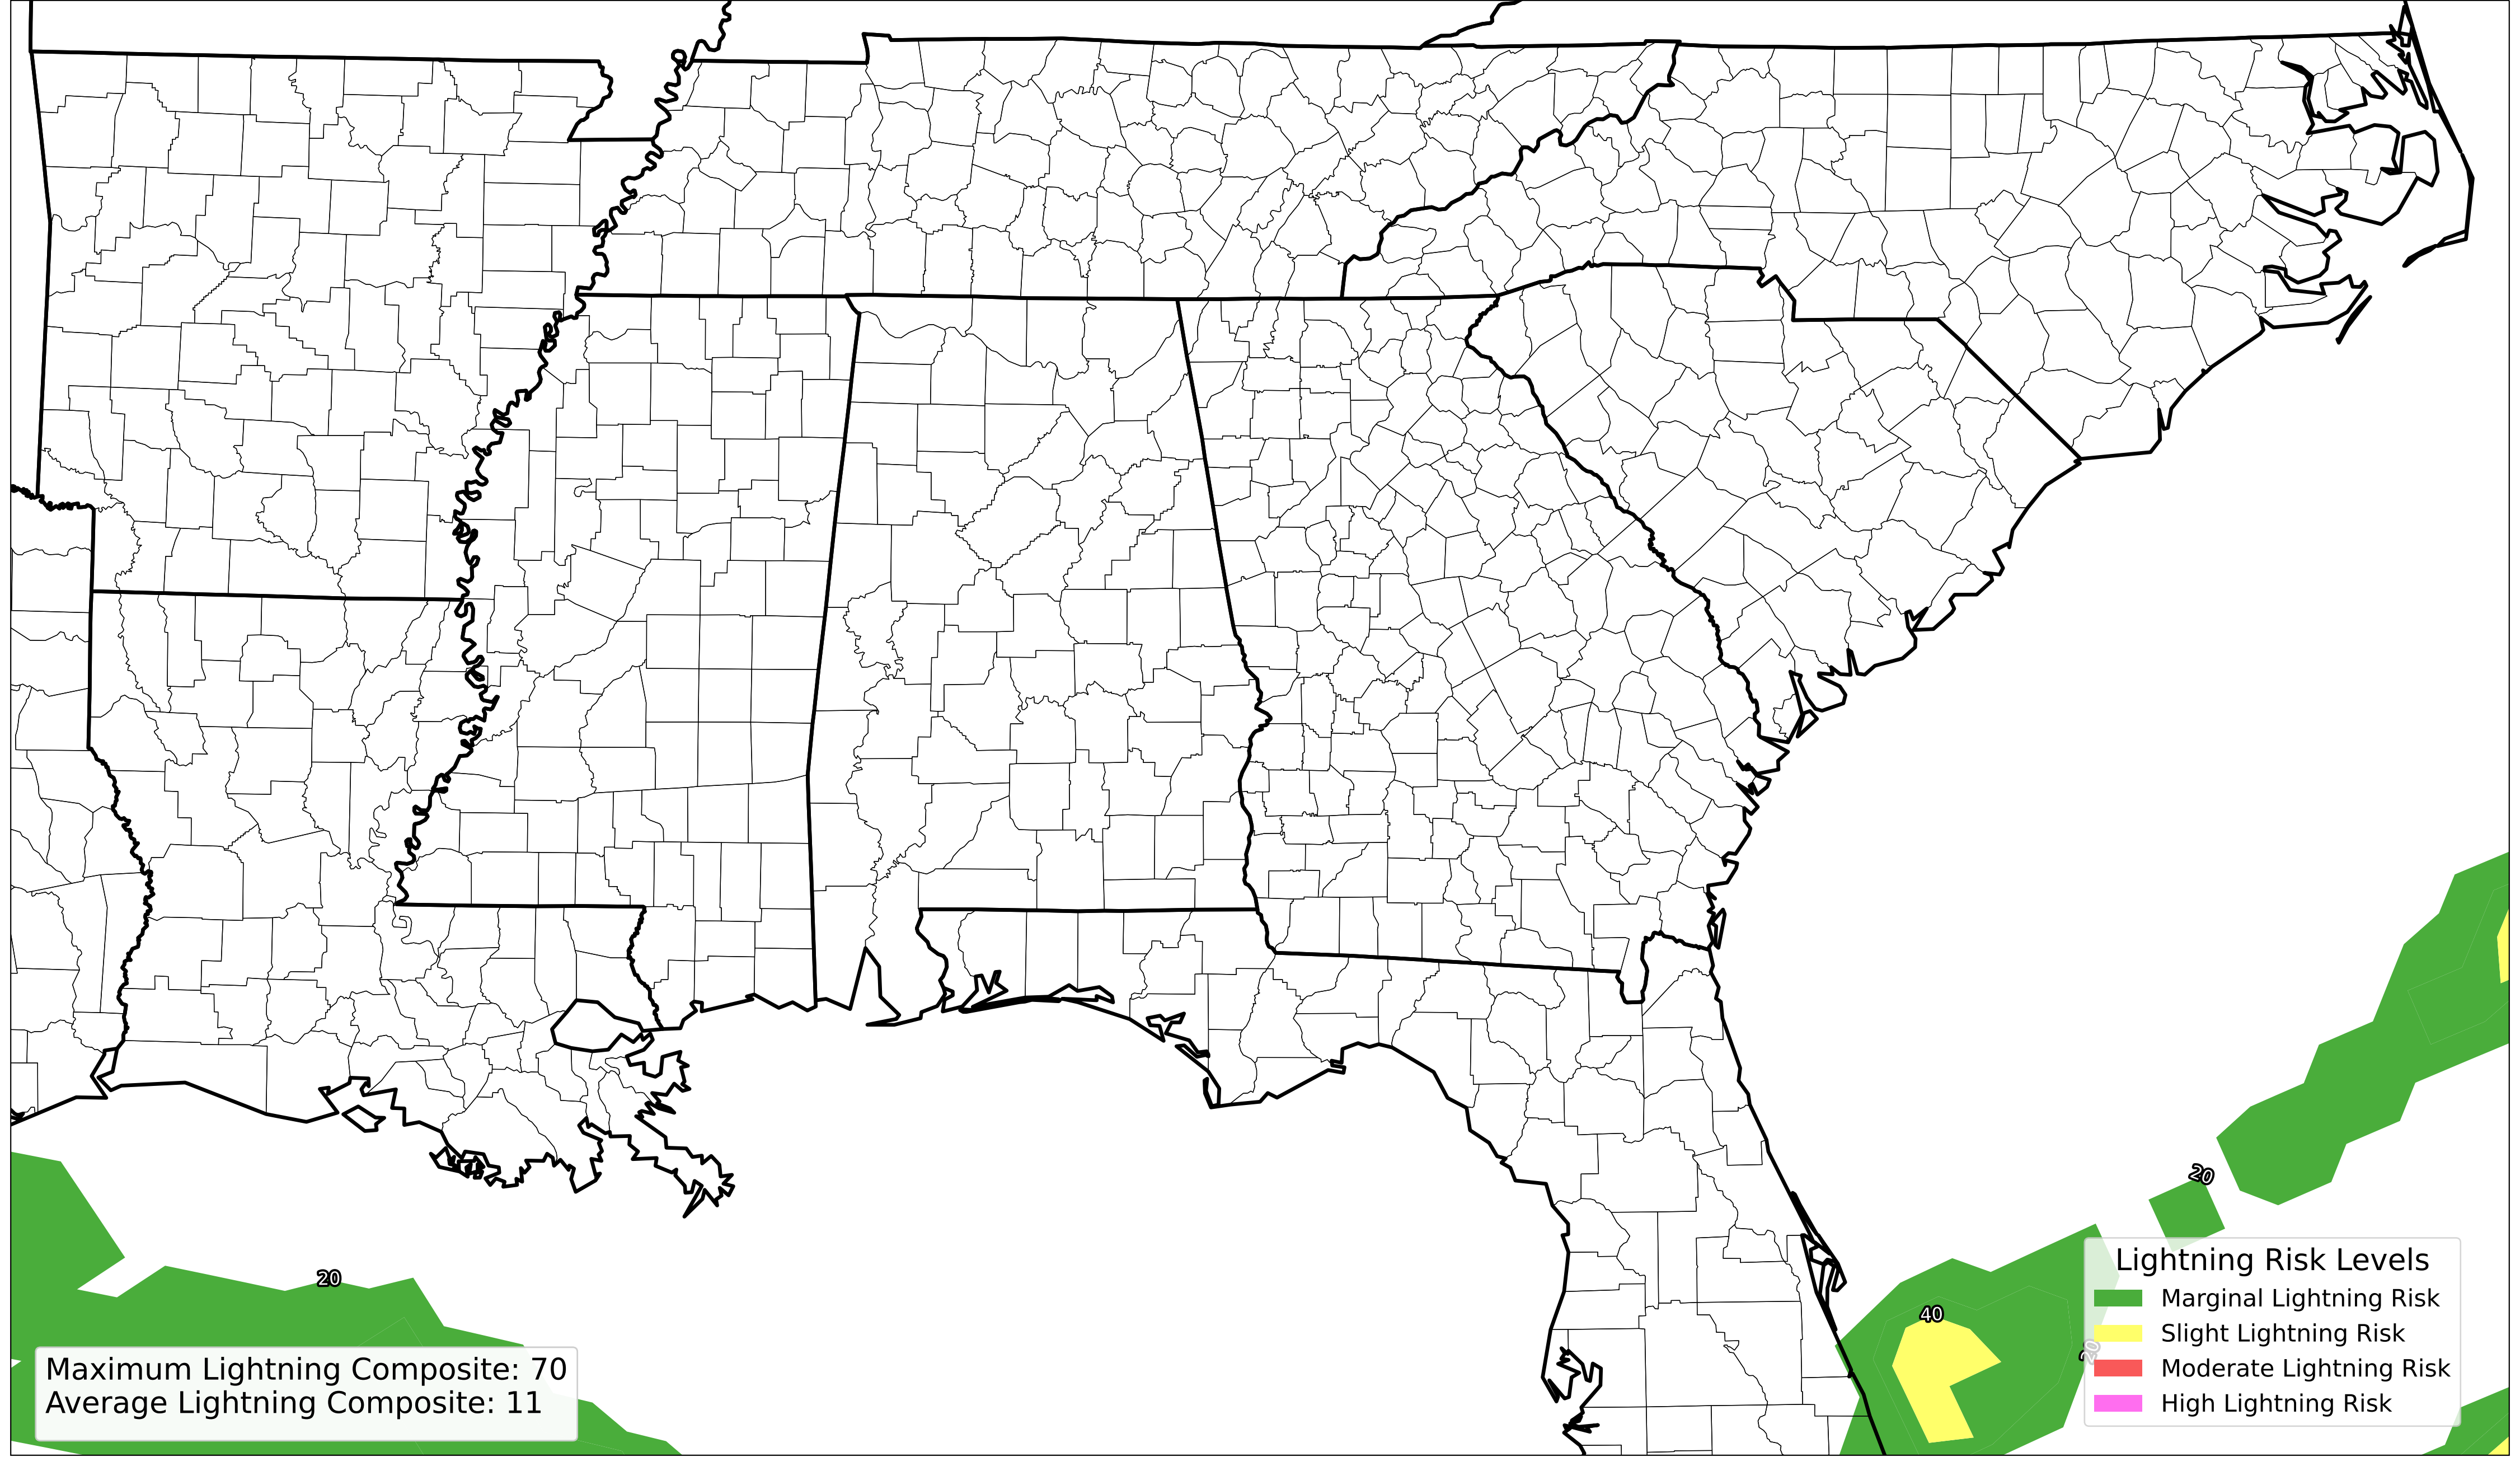 20
20
40
20
Maximum Lightning Composite: 70
Average Lightning Composite: 11
Lightning Risk Levels
Marginal Lightning Risk
Slight Lightning Risk
Moderate Lightning Risk
High Lightning Risk